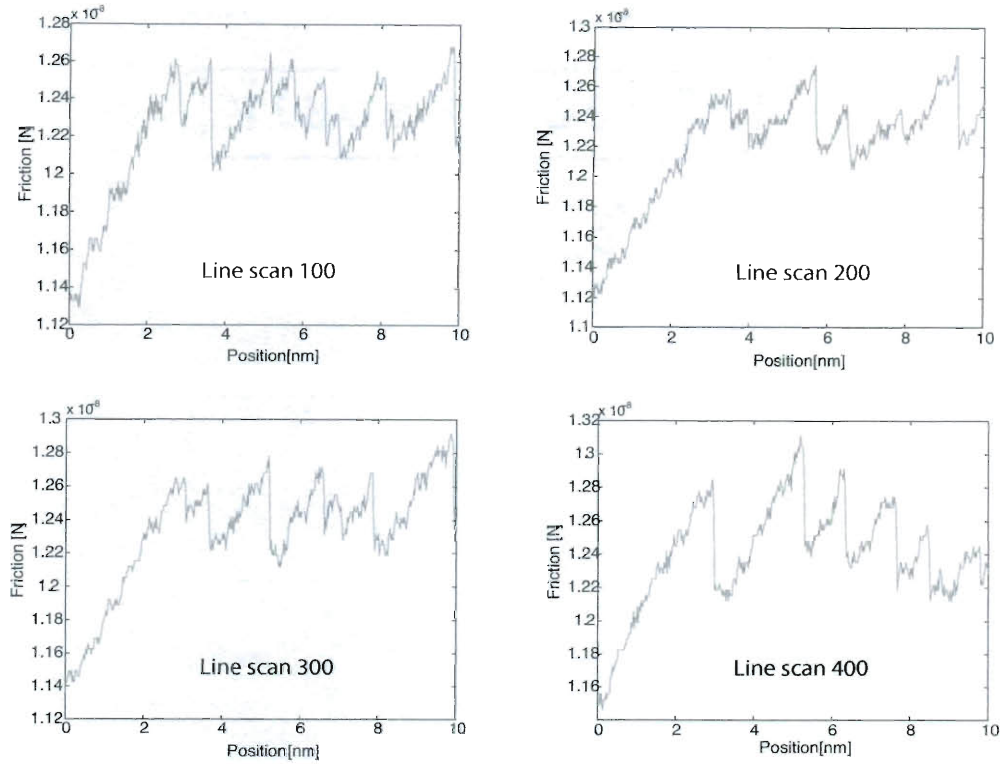 x 10⁻⁸
1.28
1.26
1.24
1.22
1.2
1.18
1.16
1.14
1.12
Friction [N]
0 2 4 6 8 10
Position[nm]
Line scan 100
x 10⁻⁸
1.3
1.28
1.26
1.24
1.22
1.2
1.18
1.16
1.14
1.12
1.1
Friction [N]
0 2 4 6 8 10
Position[nm]
Line scan 200
x 10⁻⁸
1.3
1.28
1.26
1.24
1.22
1.2
1.18
1.16
1.14
1.12
Friction [N]
0 2 4 6 8 10
Position[nm]
Line scan 300
x 10⁻⁸
1.32
1.3
1.28
1.26
1.24
1.22
1.2
1.18
1.16
Friction [N]
0 2 4 6 8 10
Position[nm]
Line scan 400